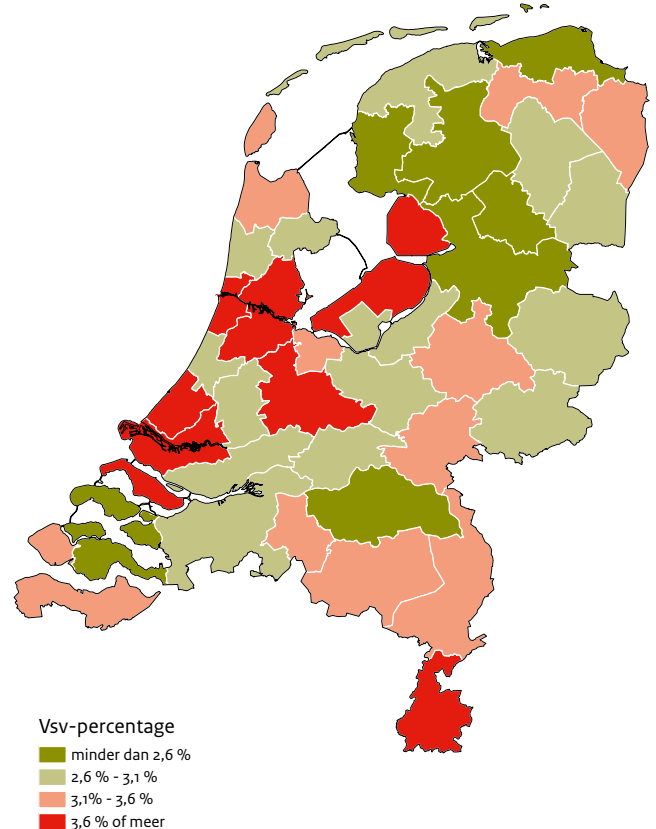 Vsv-percentage
minder dan 2,6 %
2,6 % - 3,1 %
3,1% - 3,6 %
3,6 % of meer